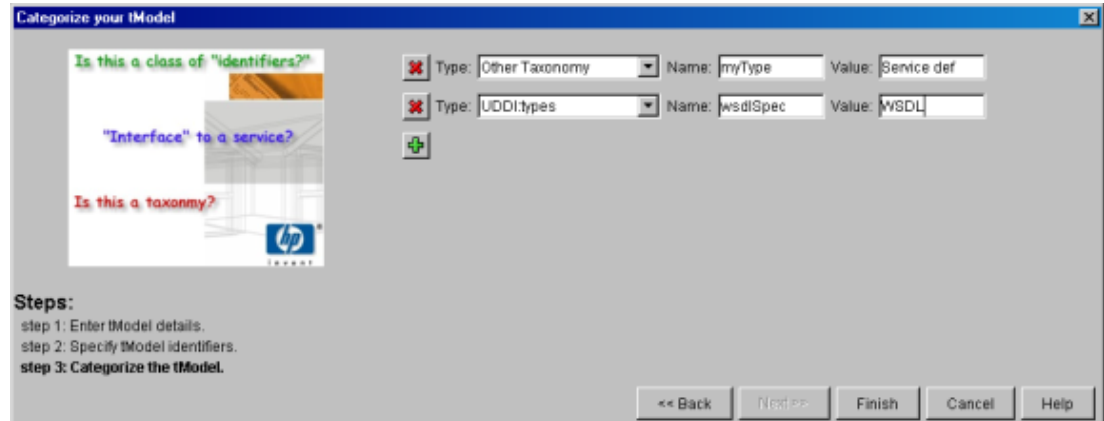 Categorize your tModel
Is this a class of "identifiers?"
"Interface" to a service?
Is this a taxonmy?
hp
invent
Type: Other Taxonomy Name: myType Value: Service def
Type: UDDI:types Name: wsdlSpec Value: WSDL
Steps:
step 1: Enter tModel details.
step 2: Specify tModel identifiers.
step 3: Categorize the tModel.
<< Back Next >> Finish Cancel Help